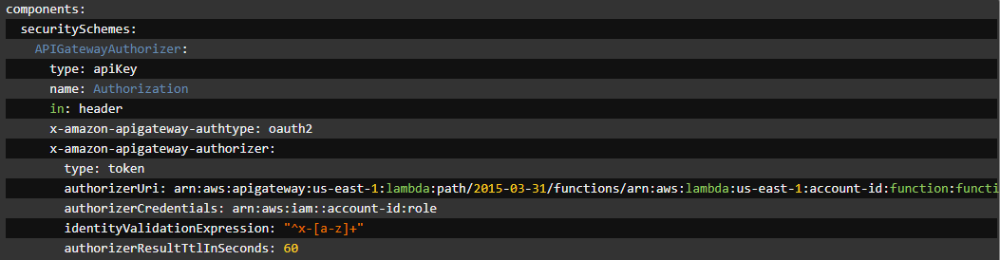 components:
securitySchemes:
APIGatewayAuthorizer:
type: apiKey
name: Authorization
in: header
x-amazon-apigateway-authtype: oauth2
x-amazon-apigateway-authorizer:
type: token
authorizerUri: arn:aws:apigateway:us-east-1:lambda:path/2015-03-31/functions/arn:aws:lambda:us-east-1:account-id:function:functi
authorizerCredentials: arn:aws:iam::account-id:role
identityValidationExpression: "^x-[a-z]+"
authorizerResultTtlInSeconds: 60